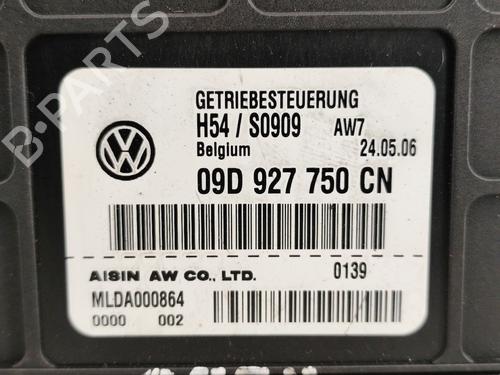 GETRIEBESTEUERUNG
H54 / S0909 AW7
Belgium 24.05.06
09D 927 750 CN
AISIN AW CO., LTD. 0139
MLDA000864
0000 002